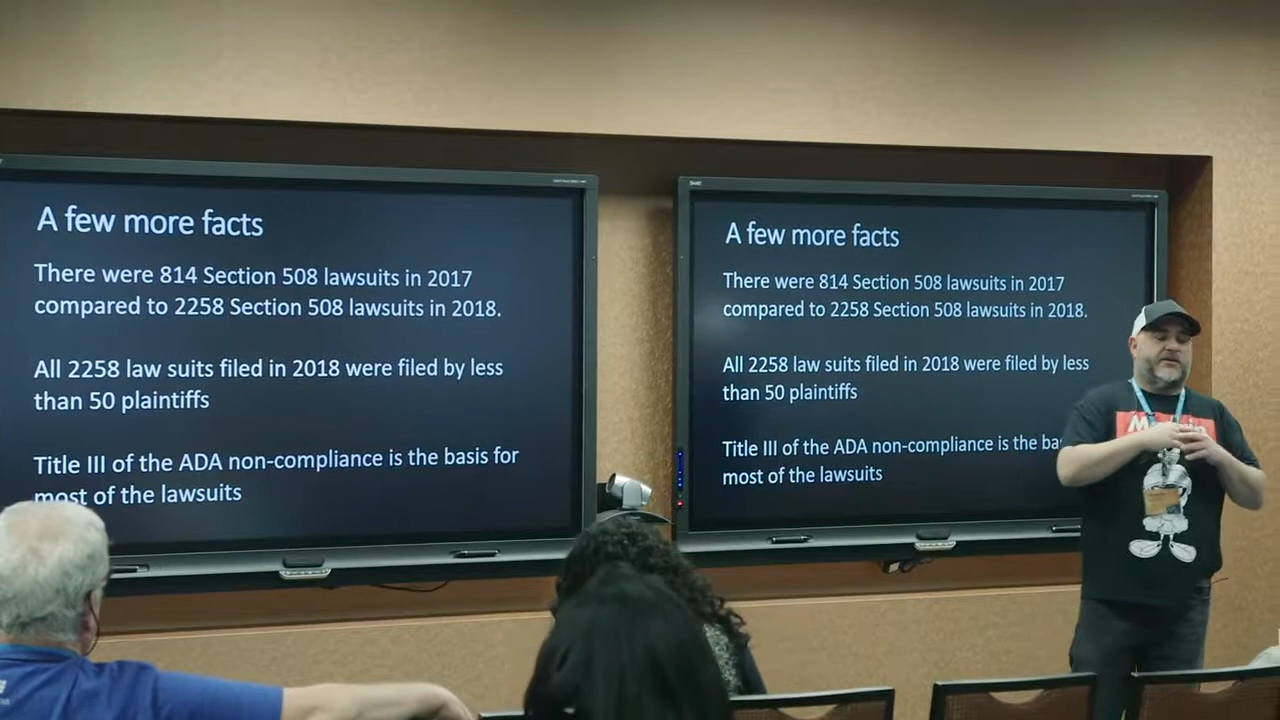 A few more facts
There were 814 Section 508 lawsuits in 2017
compared to 2258 Section 508 lawsuits in 2018.
All 2258 law suits filed in 2018 were filed by less
than 50 plaintiffs
Title III of the ADA non-compliance is the basis for
most of the lawsuits
SMART
A few more facts
There were 814 Section 508 lawsuits in 2017
compared to 2258 Section 508 lawsuits in 2018.
All 2258 law suits filed in 2018 were filed by less
than 50 plaintiffs
Title III of the ADA non-compliance is the ba
most of the lawsuits